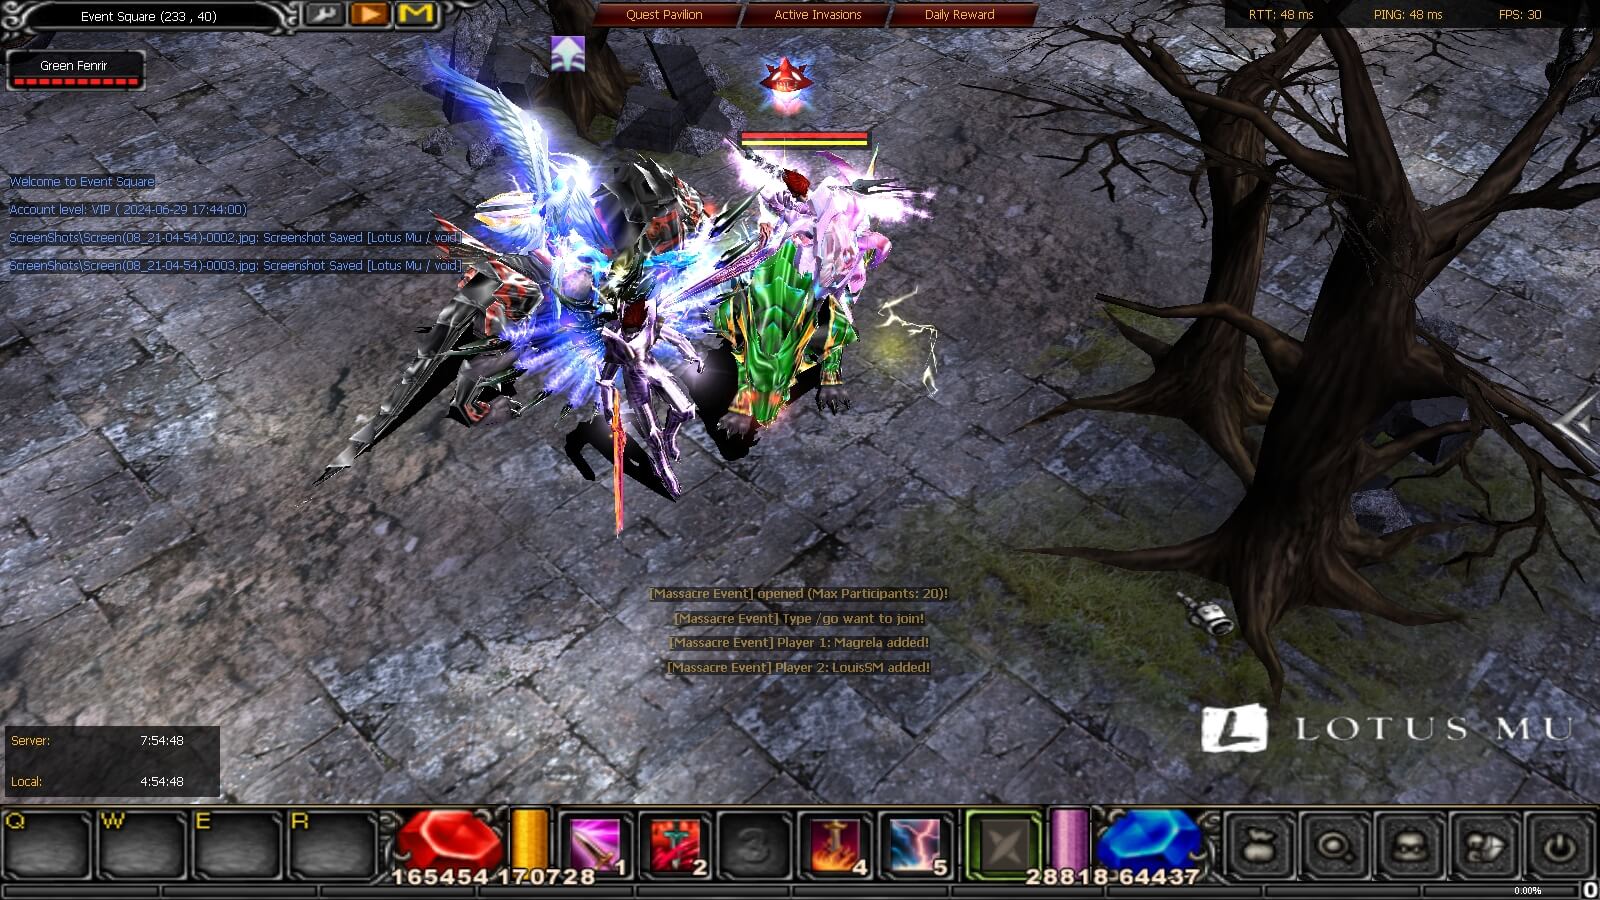 Event Square (233 , 40)
Quest Pavilion
Active Invasions
Daily Reward
RTT: 48 ms
PING: 48 ms
FPS: 30
Green Fenrir
Welcome to Event Square
Account level: VIP ( 2024-06-29 17:44:00)
ScreenShots\Screen(08_21-04-54)-0002.jpg: Screenshot Saved [Lotus Mu / void]
ScreenShots\Screen(08_21-04-54)-0003.jpg: Screenshot Saved [Lotus Mu / void]
[Massacre Event] opened (Max Participants: 20)!
[Massacre Event] Type /go want to join!
[Massacre Event] Player 1: Magrela added!
[Massacre Event] Player 2: LouisSM added!
L LOTUS MU
Server: 7:54:48
Local: 4:54:48
Q W E R
1 2 3 4 5
165454 170728 28818 64437
0.00% 0